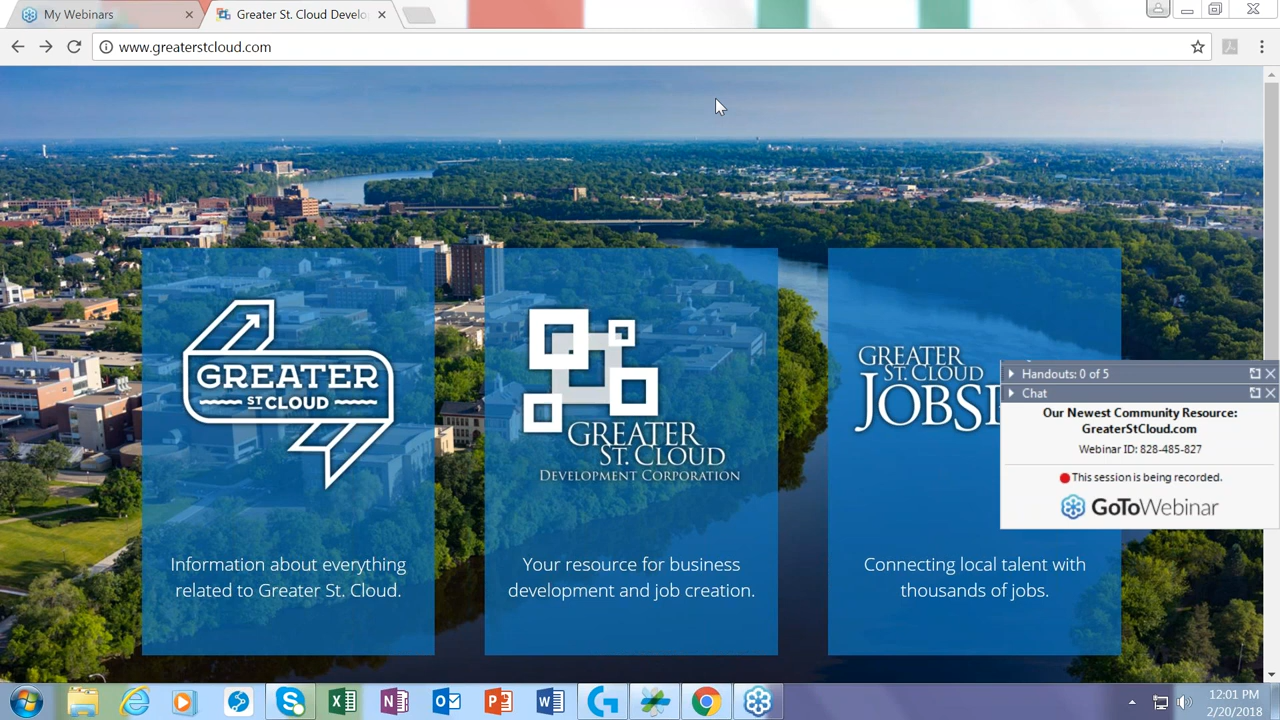 My Webinars
Greater St. Cloud Develo
www.greaterstcloud.com
GREATER
ST CLOUD
Information about everything
related to Greater St. Cloud.
GREATER
ST. CLOUD
DEVELOPMENT CORPORATION
Your resource for business
development and job creation.
GREATER
ST. CLOUD
JOBS
Connecting local talent with
thousands of jobs.
Handouts: 0 of 5
Chat
Our Newest Community Resource:
GreaterStCloud.com
Webinar ID: 828-485-827
This session is being recorded.
GoToWebinar
12:01 PM
2/20/2018